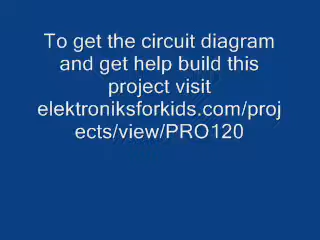 To get the circuit diagram
and get help build this
project visit
elektroniksforkids.com/proj
ects/view/PRO120